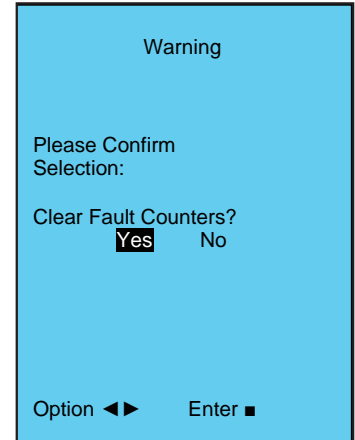 Warning
Please Confirm
Selection:
Clear Fault Counters?
Yes No
Option ◄► Enter ■